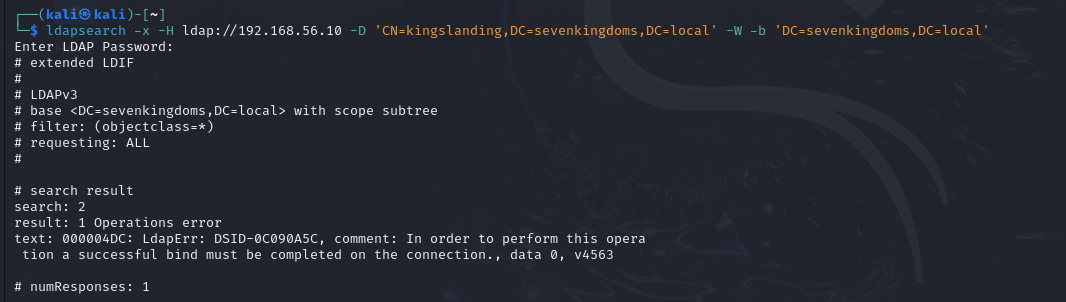 ┌──(kali㉿kali)-[~]
└─$ ldapsearch -x -H ldap://192.168.56.10 -D 'CN=kingslanding,DC=sevenkingdoms,DC=local' -W -b 'DC=sevenkingdoms,DC=local'
Enter LDAP Password:
# extended LDIF
#
# LDAPv3
# base <DC=sevenkingdoms,DC=local> with scope subtree
# filter: (objectclass=*)
# requesting: ALL
#

# search result
search: 2
result: 1 Operations error
text: 000004DC: LdapErr: DSID-0C090A5C, comment: In order to perform this opera
 tion a successful bind must be completed on the connection., data 0, v4563

# numResponses: 1